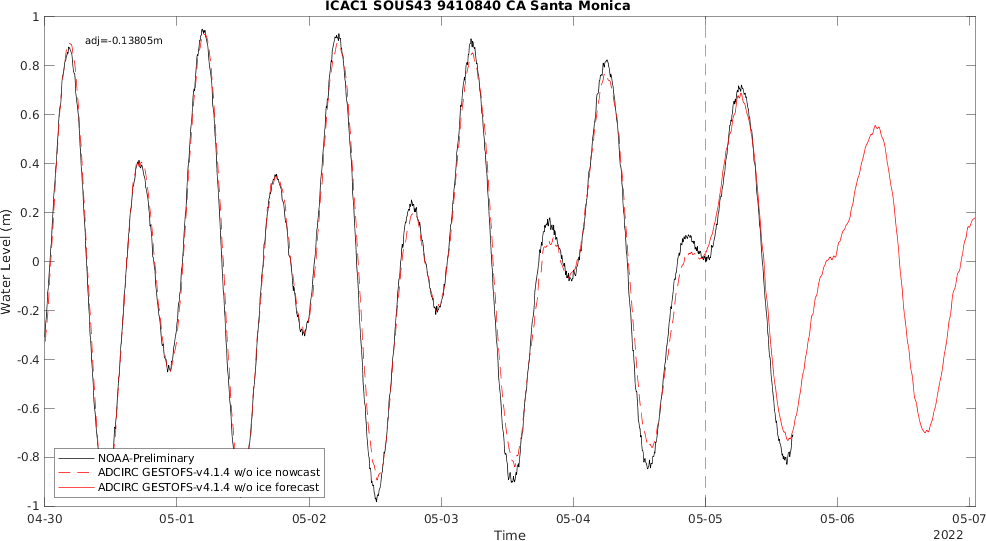 ICAC1 SOUS43 9410840 CA Santa Monica
adj=-0.13805m
1
0.8
0.6
0.4
0.2
0
-0.2
-0.4
-0.6
-0.8
-1
Water Level (m)
NOAA-Preliminary
ADCIRC GESTOFS-v4.1.4 w/o ice nowcast
ADCIRC GESTOFS-v4.1.4 w/o ice forecast
04-30 05-01 05-02 05-03 05-04 05-05 05-06 05-07
Time
2022